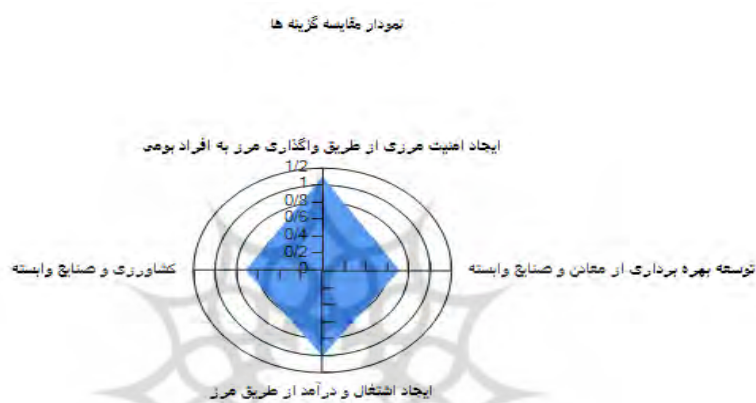 نمودار مقایسه گزینه ها
ایجاد امنیت مرزی از طریق واگذاری مرز به افراد بومی
1/2
1
0/8
0/6
0/4
0/2
0
توسعه بهره برداری از معادن و صنایع وابسته
کشاورزی و صنایع وابسته
ایجاد اشتغال و درآمد از طریق مرز